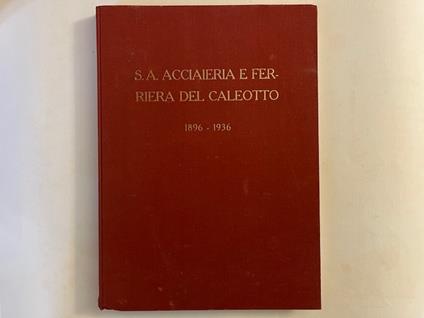 S.A. ACCIAIERIA E FER-
RIERA DEL CALEOTTO
1896 - 1936